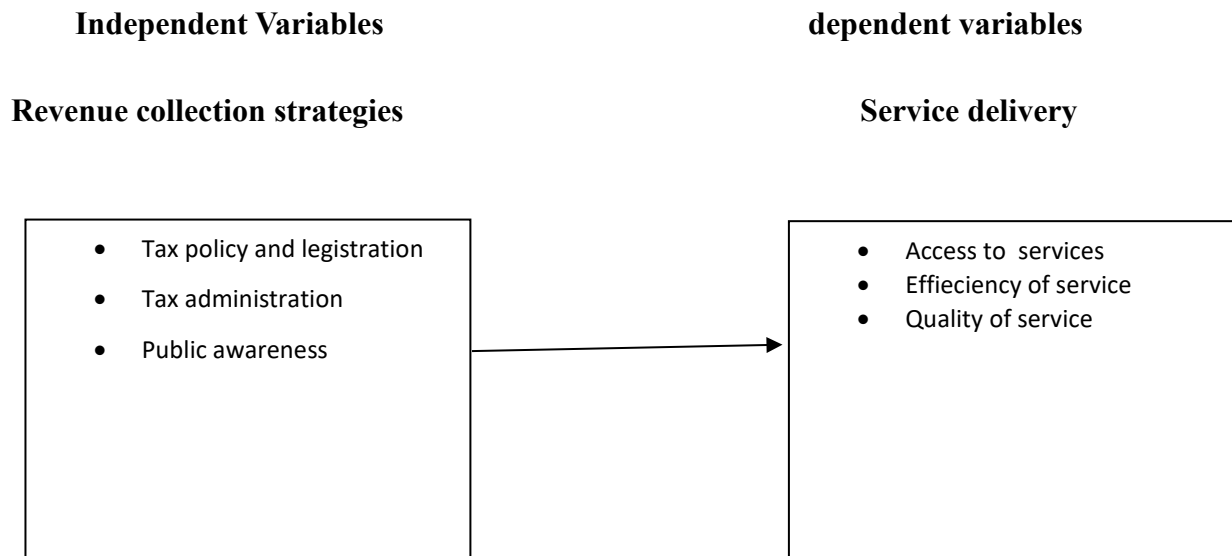 Independent Variables
dependent variables
Revenue collection strategies
Service delivery
• Tax policy and legistration
• Tax administration
• Public awareness
• Access to services
• Effieciency of service
• Quality of service